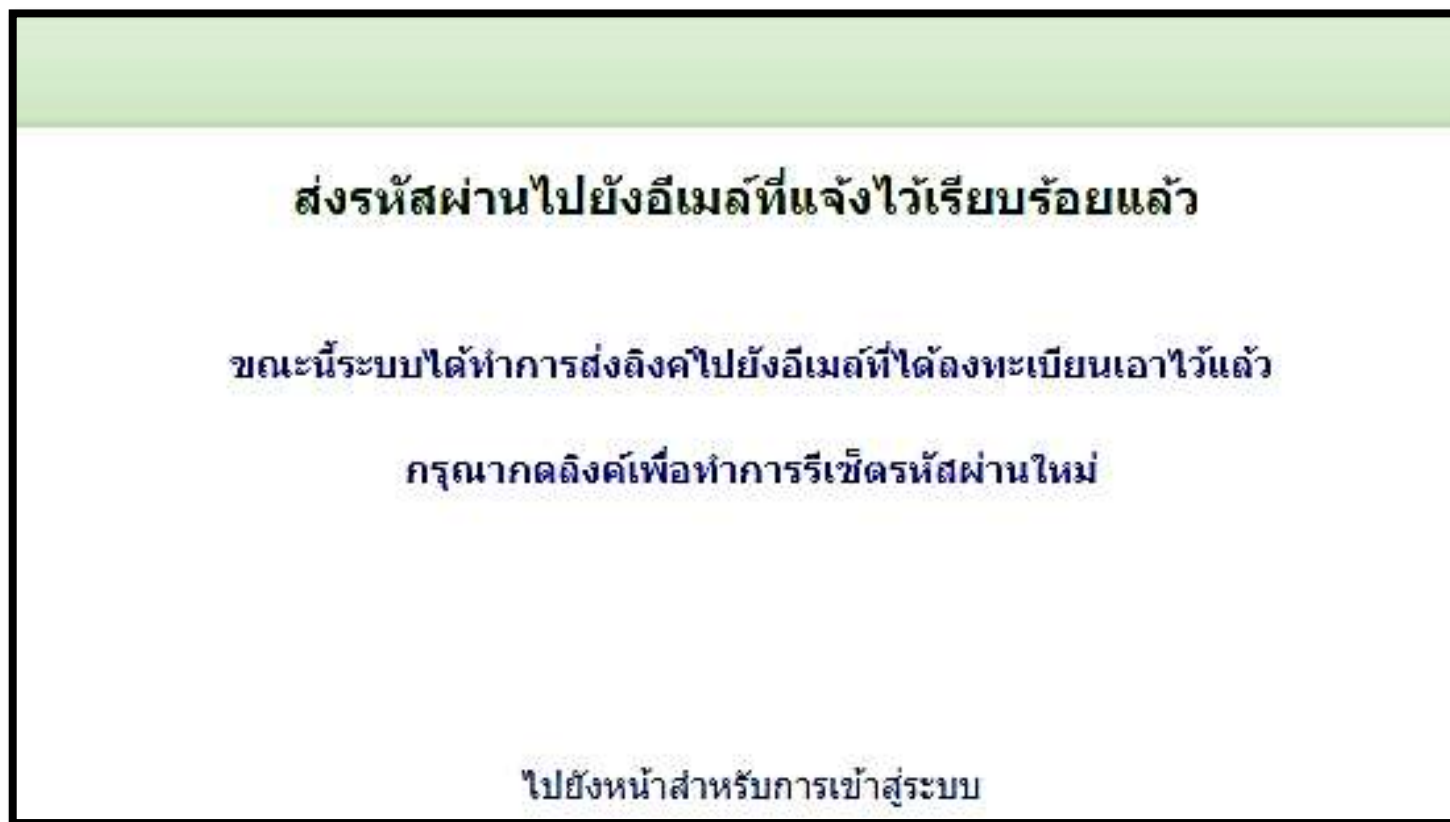 ส่งรหัสผ่านไปยังอีเมล์ที่แจ้งไว้เรียบร้อยแล้ว
ขณะนี้ระบบได้ทำการส่งลิงค์ไปยังอีเมล์ที่ได้ลงทะเบียนเอาไว้แล้ว
กรุณากดลิงค์เพื่อทำการรีเซ็ตรหัสผ่านใหม่
ไปยังหน้าสำหรับการเข้าสู่ระบบ